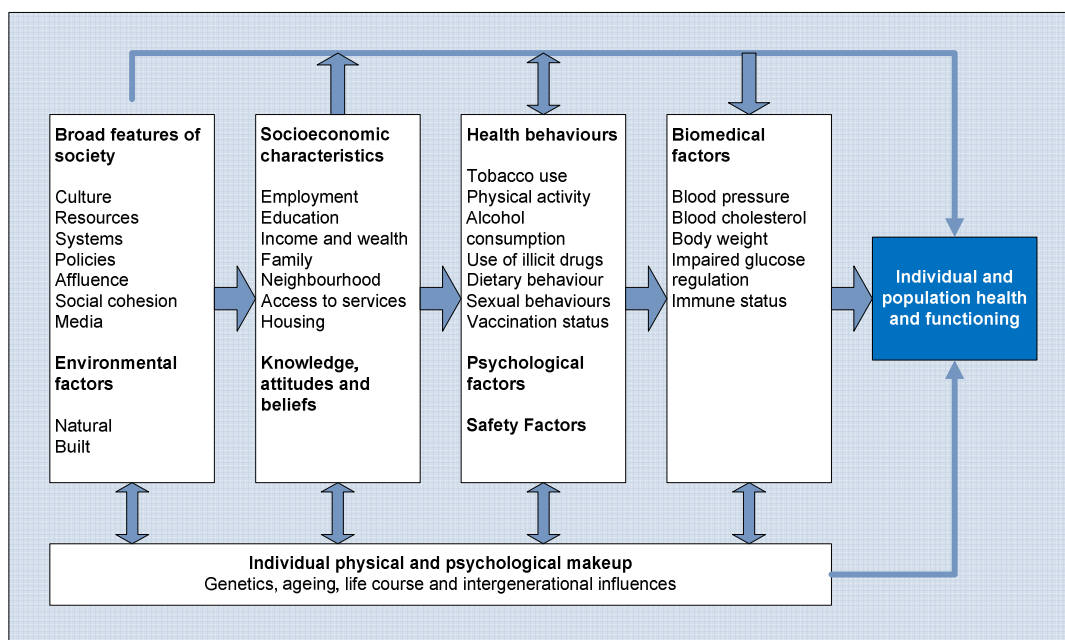 Broad features of
society
Culture
Resources
Systems
Policies
Affluence
Social cohesion
Media
Environmental
factors
Natural
Built
Socioeconomic
characteristics
Employment
Education
Income and wealth
Family
Neighbourhood
Access to services
Housing
Knowledge,
attitudes and
beliefs
Health behaviours
Tobacco use
Physical activity
Alcohol
consumption
Use of illicit drugs
Dietary behaviour
Sexual behaviours
Vaccination status
Psychological
factors
Safety Factors
Biomedical
factors
Blood pressure
Blood cholesterol
Body weight
Impaired glucose
regulation
Immune status
Individual and
population health
and functioning
Individual physical and psychological makeup
Genetics, ageing, life course and intergenerational influences